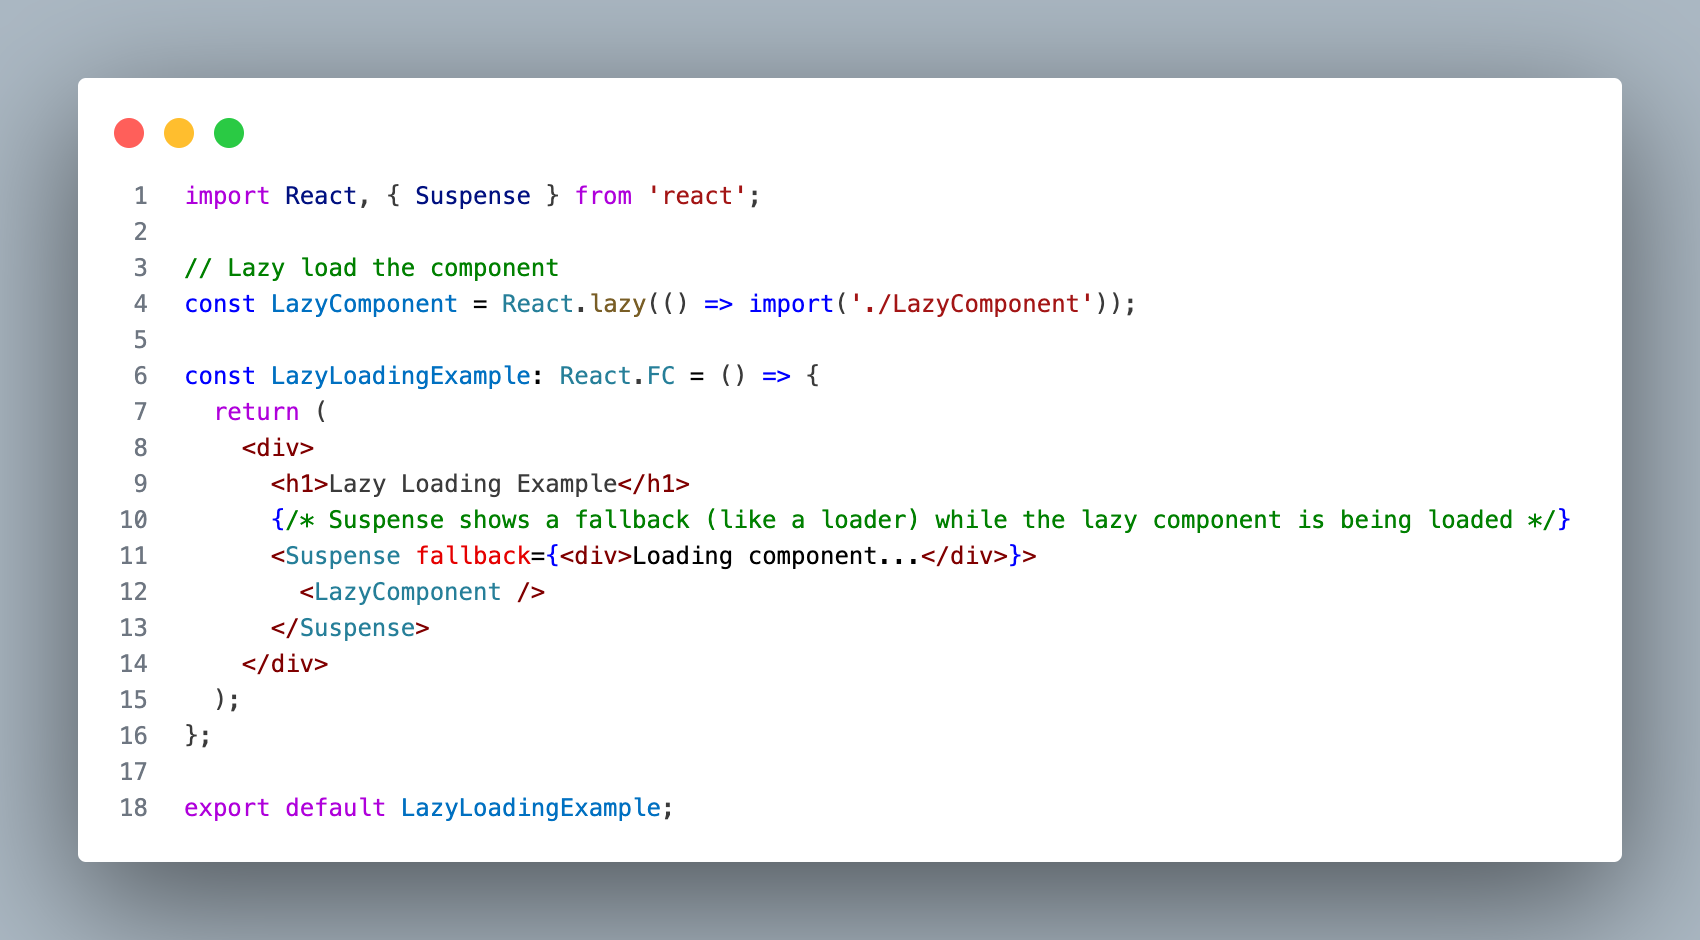 1 import React, { Suspense } from 'react';
2
3 // Lazy load the component
4 const LazyComponent = React.lazy(() => import('./LazyComponent'));
5
6 const LazyLoadingExample: React.FC = () => {
7   return (
8     <div>
9       <h1>Lazy Loading Example</h1>
10       {/* Suspense shows a fallback (like a loader) while the lazy component is being loaded */}
11       <Suspense fallback={<div>Loading component...</div>}>
12         <LazyComponent />
13       </Suspense>
14     </div>
15   );
16 };
17
18 export default LazyLoadingExample;